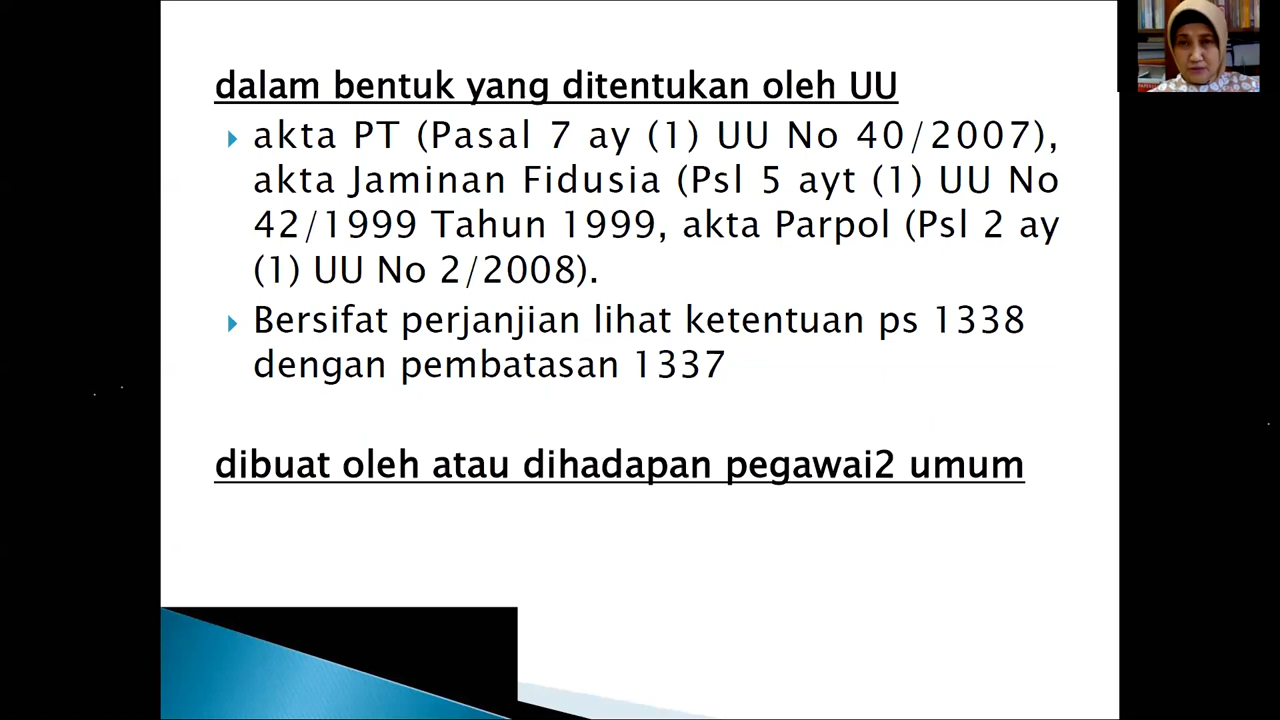 dalam bentuk yang ditentukan oleh UU
akta PT (Pasal 7 ay (1) UU No 40/2007),
akta Jaminan Fidusia (Psl 5 ayt (1) UU No
42/1999 Tahun 1999, akta Parpol (Psl 2 ay
(1) UU No 2/2008).
Bersifat perjanjian lihat ketentuan ps 1338
dengan pembatasan 1337
dibuat oleh atau dihadapan pegawai2 umum